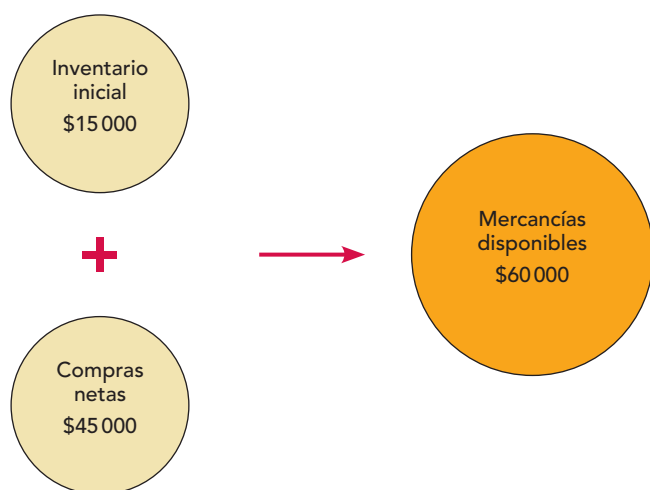 Inventario
inicial
$15 000
+
Compras
netas
$45 000
Mercancías
disponibles
$60 000